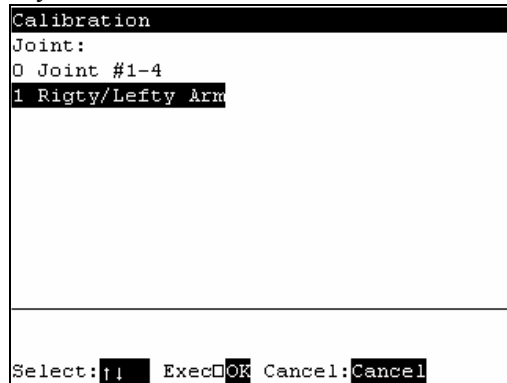 Calibration
Joint:
0 Joint #1-4
1 Rigty/Lefty Arm
Select:↑↓ Exec□OK Cancel:Cancel